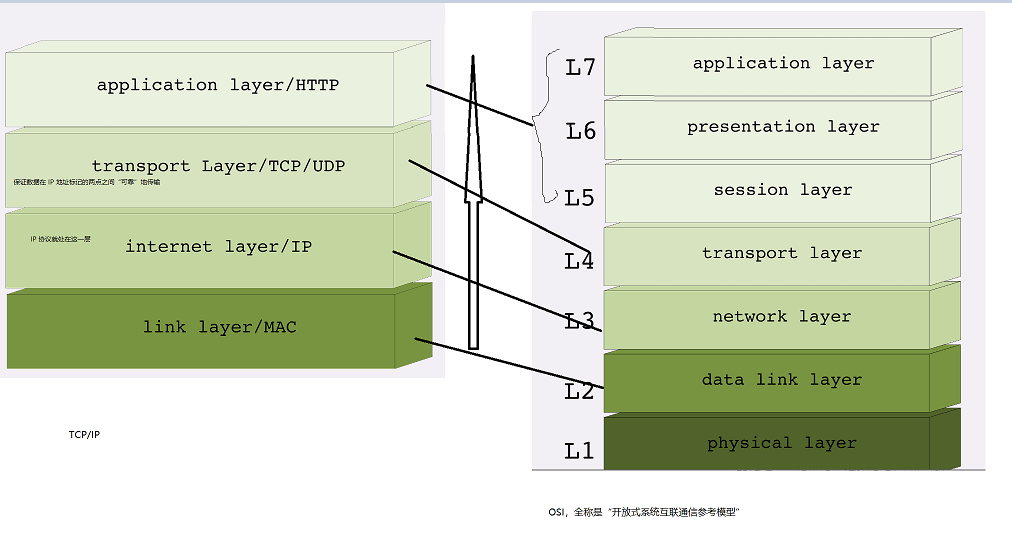 application layer/HTTP
transport Layer/TCP/UDP
保证数据在 IP 地址标记的两点之间“可靠”地传输
IP 协议就处在这一层
internet layer/IP
link layer/MAC
TCP/IP
L7
application layer
L6
presentation layer
L5
session layer
L4
transport layer
L3
network layer
L2
data link layer
L1
physical layer
OSI，全称是“开放式系统互联通信参考模型”